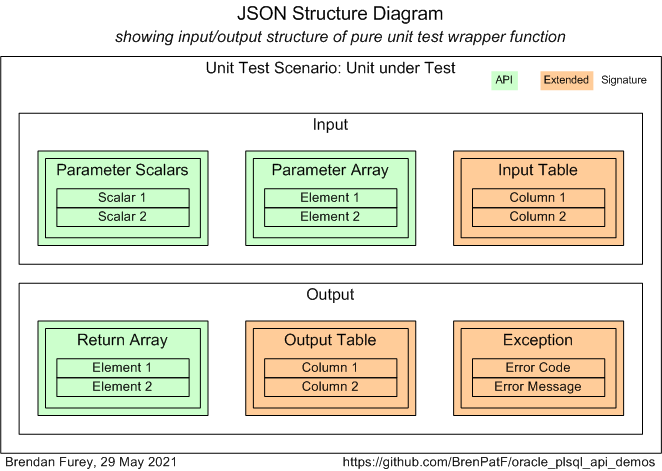 JSON Structure Diagram
showing input/output structure of pure unit test wrapper function
Unit Test Scenario: Unit under Test
API Extended Signature
Input
Parameter Scalars
Scalar 1
Scalar 2
Parameter Array
Element 1
Element 2
Input Table
Column 1
Column 2
Output
Return Array
Element 1
Element 2
Output Table
Column 1
Column 2
Exception
Error Code
Error Message
Brendan Furey, 29 May 2021
https://github.com/BrenPatF/oracle_plsql_api_demos